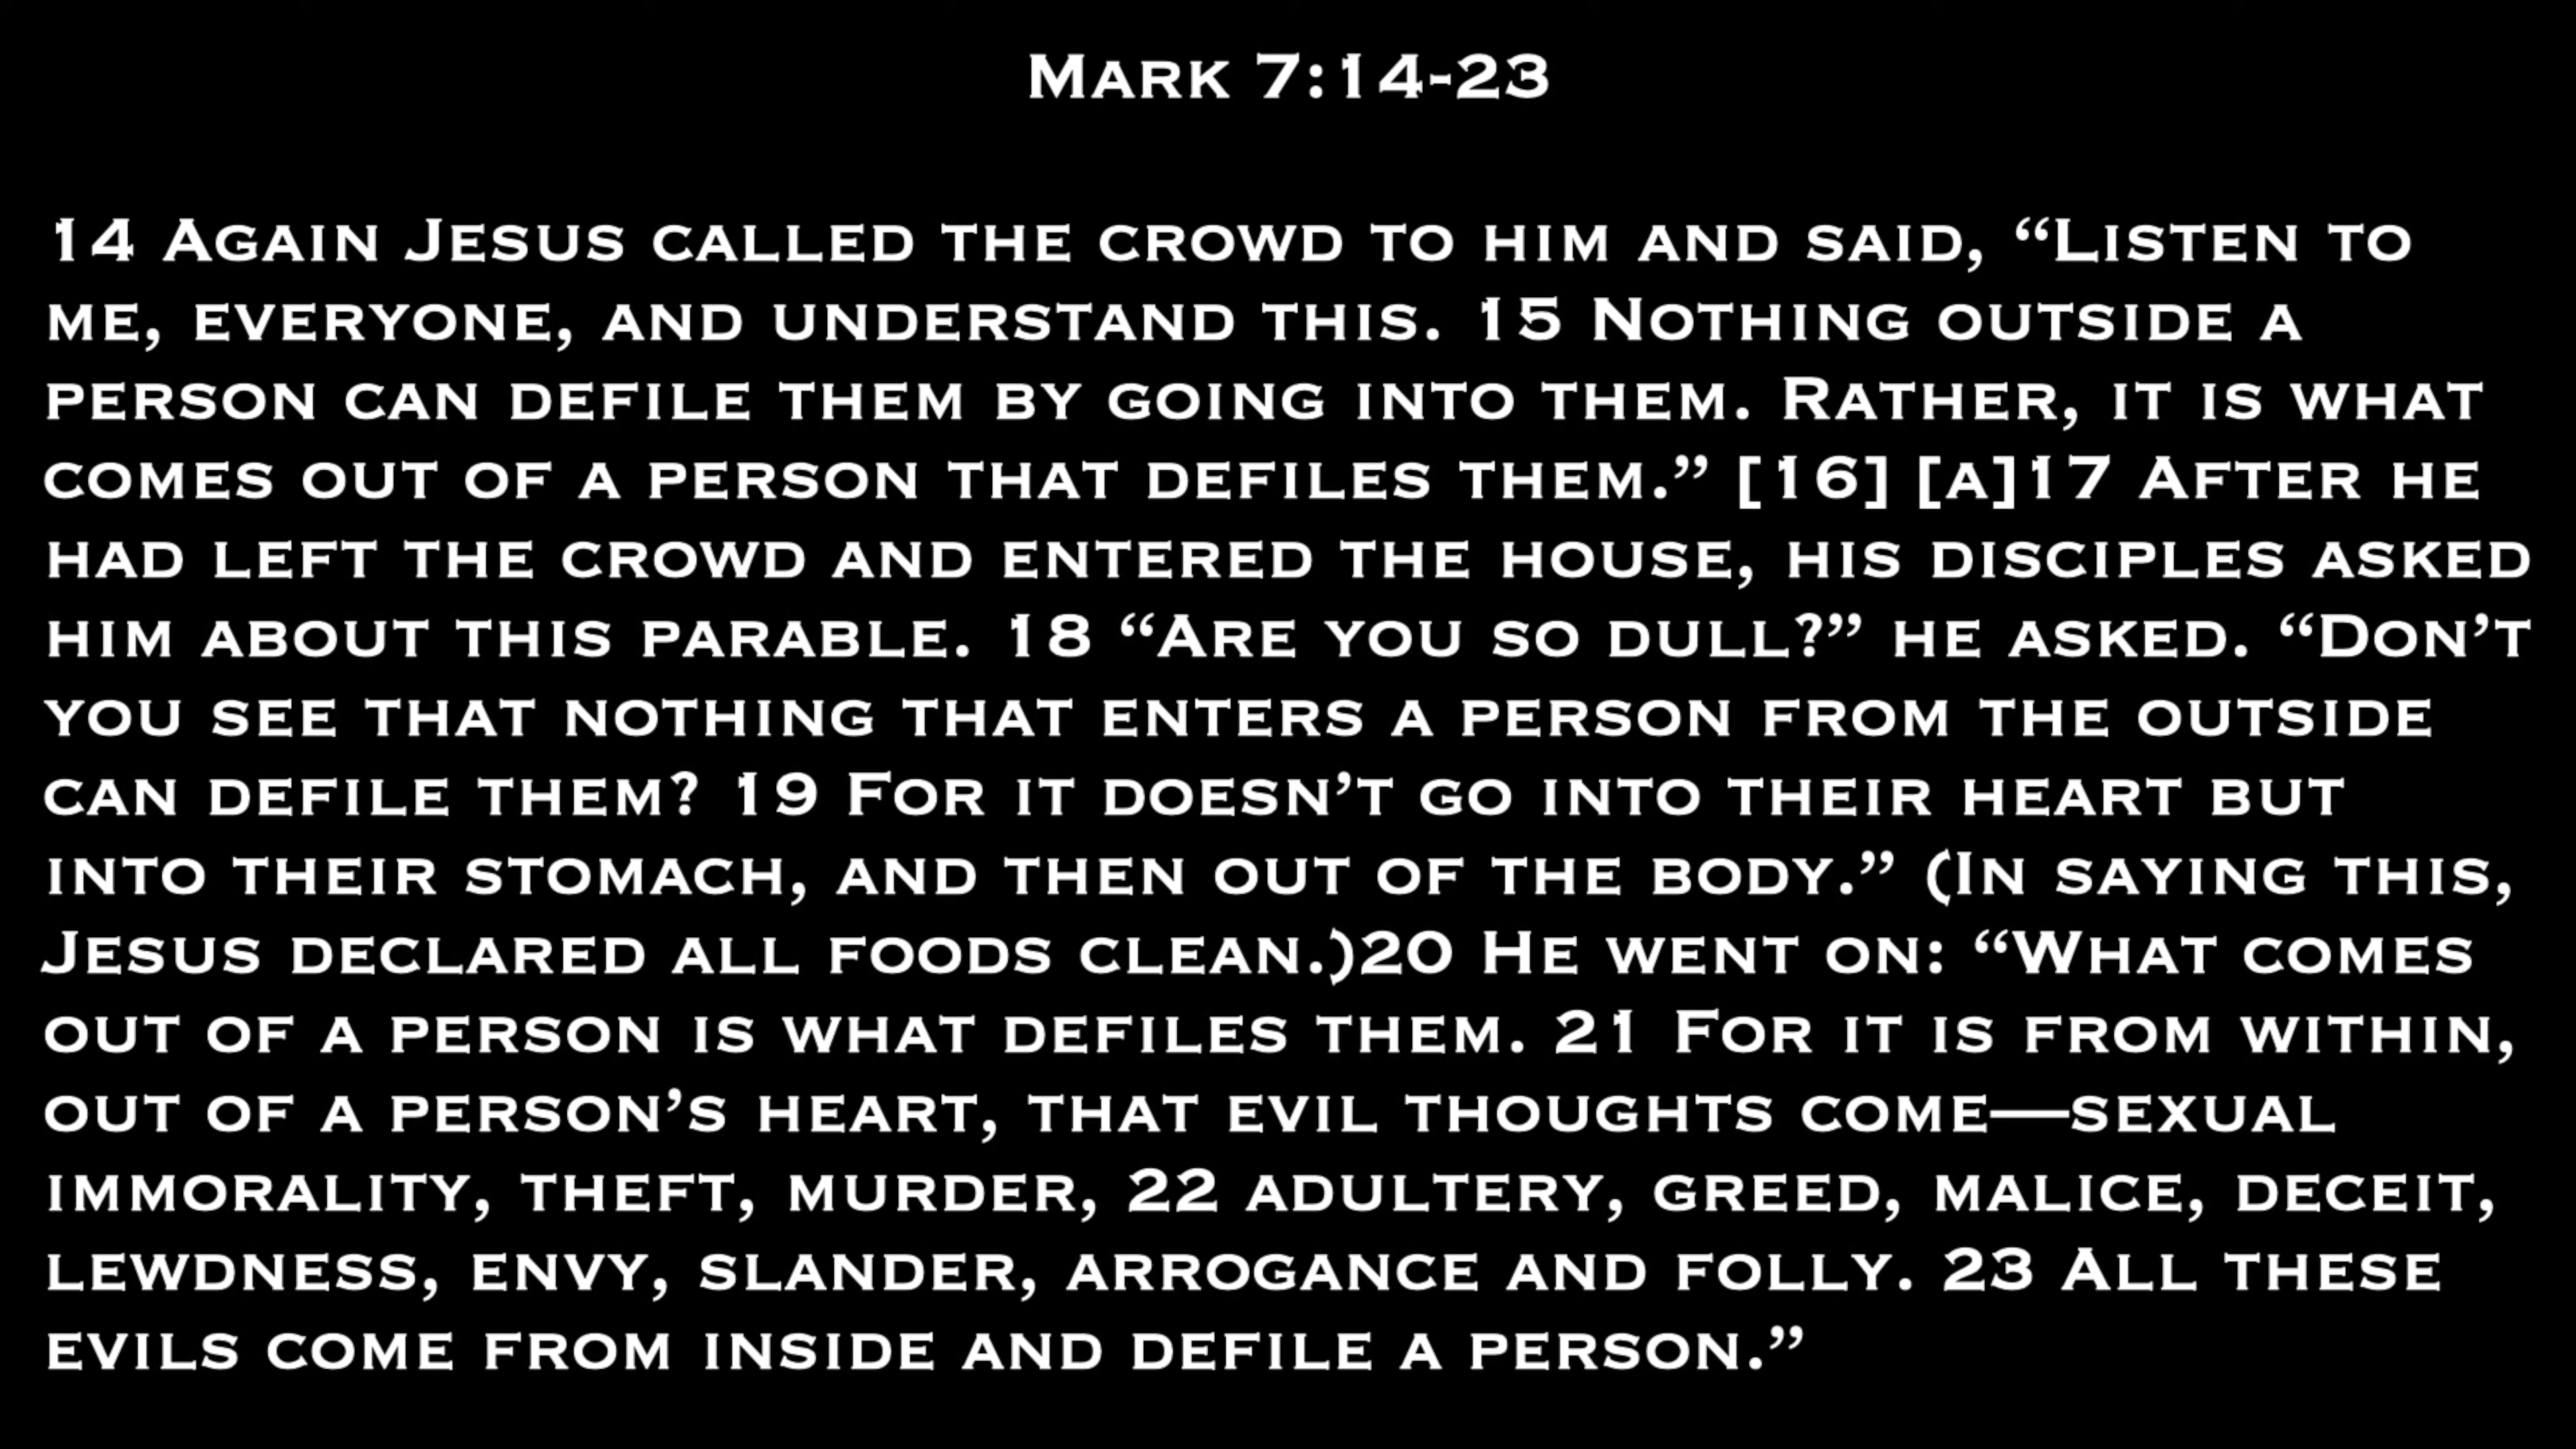 Mark 7:14-23
14 Again Jesus called the crowd to him and said, “Listen to
me, everyone, and understand this. 15 Nothing outside a
person can defile them by going into them. Rather, it is what
comes out of a person that defiles them.” [16] [a]17 After he
had left the crowd and entered the house, his disciples asked
him about this parable. 18 “Are you so dull?” he asked. “Don’t
you see that nothing that enters a person from the outside
can defile them? 19 For it doesn’t go into their heart but
into their stomach, and then out of the body.” (In saying this,
Jesus declared all foods clean.)20 He went on: “What comes
out of a person is what defiles them. 21 For it is from within,
out of a person’s heart, that evil thoughts come—sexual
immorality, theft, murder, 22 adultery, greed, malice, deceit,
lewdness, envy, slander, arrogance and folly. 23 All these
evils come from inside and defile a person.”